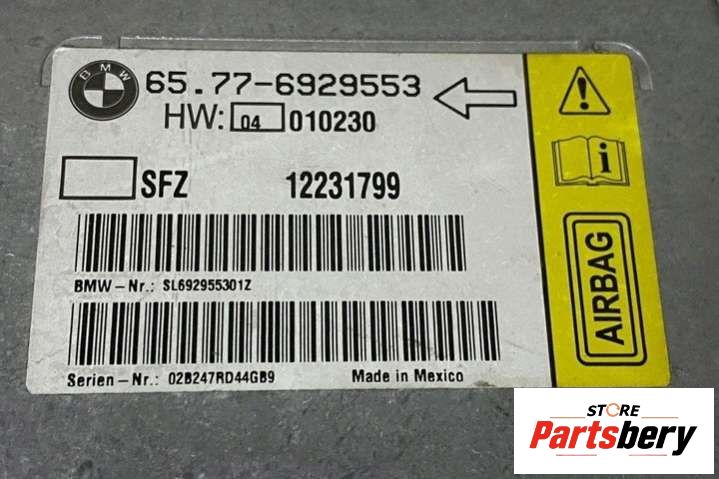 BMW
65.77-6929553
HW: 04 010230
SFZ 12231799
BMW-Nr.: SL692955301Z
Serien-Nr: 02B247RD44GB9 Made in Mexico
i
AIRBAG
STORE
Partsbery